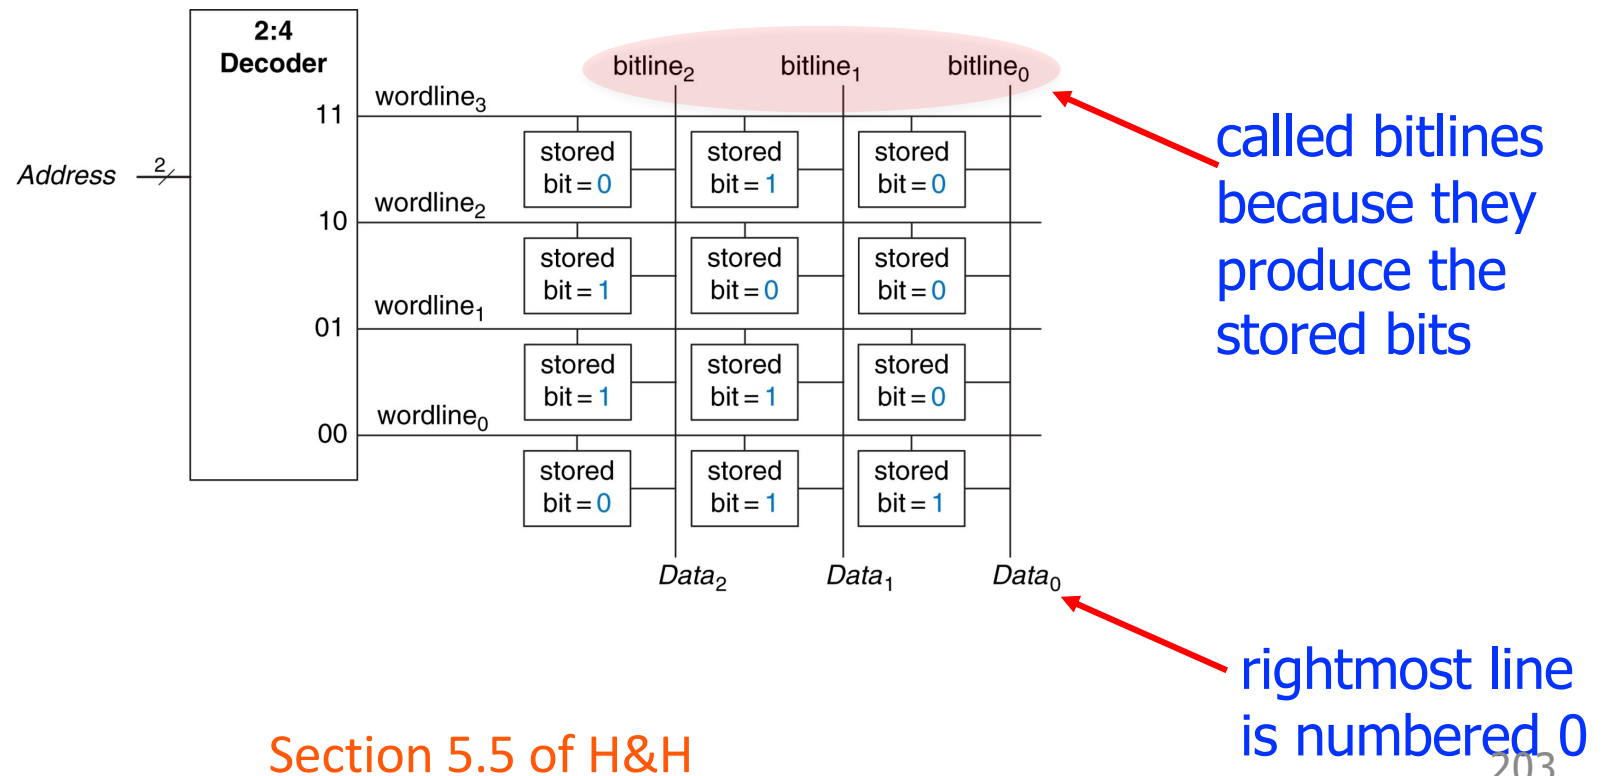 2:4
Decoder
bitline₂ bitline₁ bitline₀
wordline₃
11
called bitlines
because they
produce the
stored bits
stored bit = 0
stored bit = 1
stored bit = 0
Address 2
wordline₂
10
stored bit = 1
stored bit = 0
stored bit = 0
wordline₁
01
stored bit = 1
stored bit = 1
stored bit = 0
wordline₀
00
stored bit = 0
stored bit = 1
stored bit = 1
Data₂ Data₁ Data₀
rightmost line
is numbered 0
Section 5.5 of H&H
203